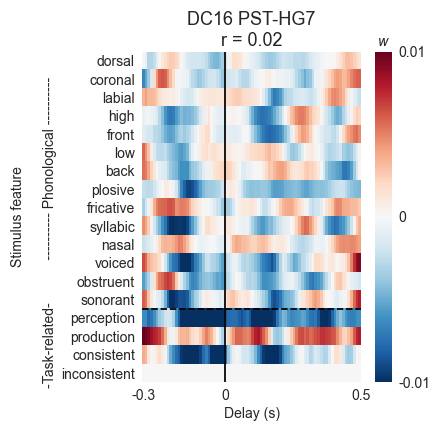 DC16 PST-HG7
r = 0.02
w
Stimulus feature
---------- Phonological ----------
-Task-related-
dorsal
coronal
labial
high
front
low
back
plosive
fricative
syllabic
nasal
voiced
obstruent
sonorant
perception
production
consistent
inconsistent
0.01
0
-0.01
-0.3
0
0.5
Delay (s)